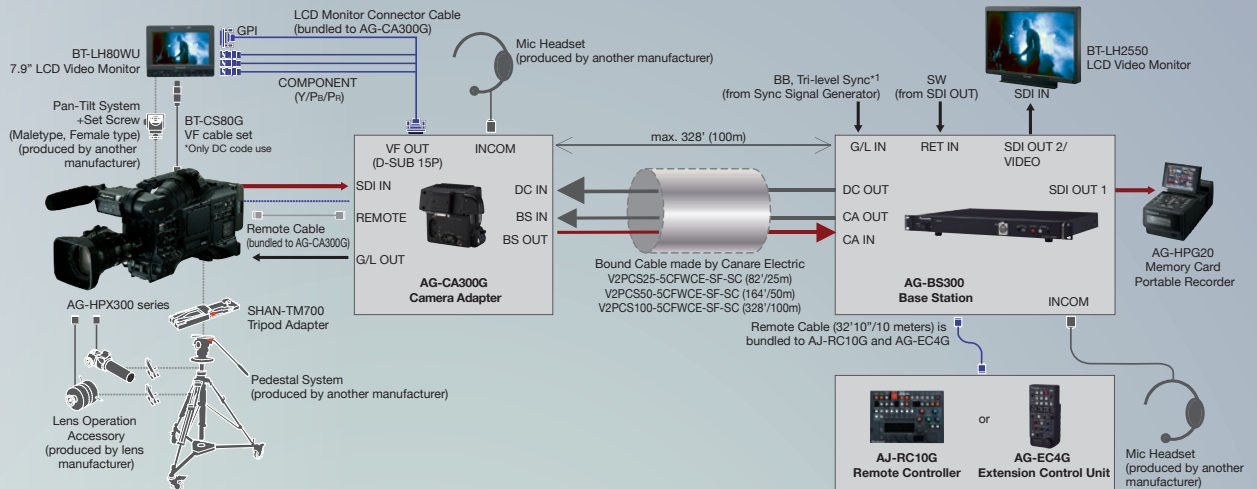 BT-LH80WU
7.9" LCD Video Monitor
GPI
LCD Monitor Connector Cable
(bundled to AG-CA300G)
COMPONENT
(Y/PB/PR)
Mic Headset
(produced by another
manufacturer)
BB, Tri-level Sync*1
(from Sync Signal Generator)
SW
(from SDI OUT)
BT-LH2550
LCD Video Monitor
SDI IN
Pan-Tilt System
+Set Screw
(Maletype, Female type)
(produced by another
manufacturer)
BT-CS80G
VF cable set
*Only DC code use
VF OUT
(D-SUB 15P)
INCOM
max. 328' (100m)
G/L IN
RET IN
SDI OUT 2/
VIDEO
SDI IN
REMOTE
G/L OUT
DC IN
BS IN
BS OUT
DC OUT
CA OUT
CA IN
SDI OUT 1
Remote Cable
(bundled to AG-CA300G)
AG-CA300G
Camera Adapter
Bound Cable made by Canare Electric
V2PCS25-5CFWCE-SF-SC (82'/25m)
V2PCS50-5CFWCE-SF-SC (164'/50m)
V2PCS100-5CFWCE-SF-SC (328'/100m)
AG-BS300
Base Station
INCOM
AG-HPG20
Memory Card
Portable Recorder
AG-HPX300 series
SHAN-TM700
Tripod Adapter
Pedestal System
(produced by another manufacturer)
Lens Operation
Accessory
(produced by lens
manufacturer)
Remote Cable (32'10"/10 meters) is
bundled to AJ-RC10G and AG-EC4G
or
AJ-RC10G
Remote Controller
AG-EC4G
Extension Control Unit
Mic Headset
(produced by another
manufacturer)